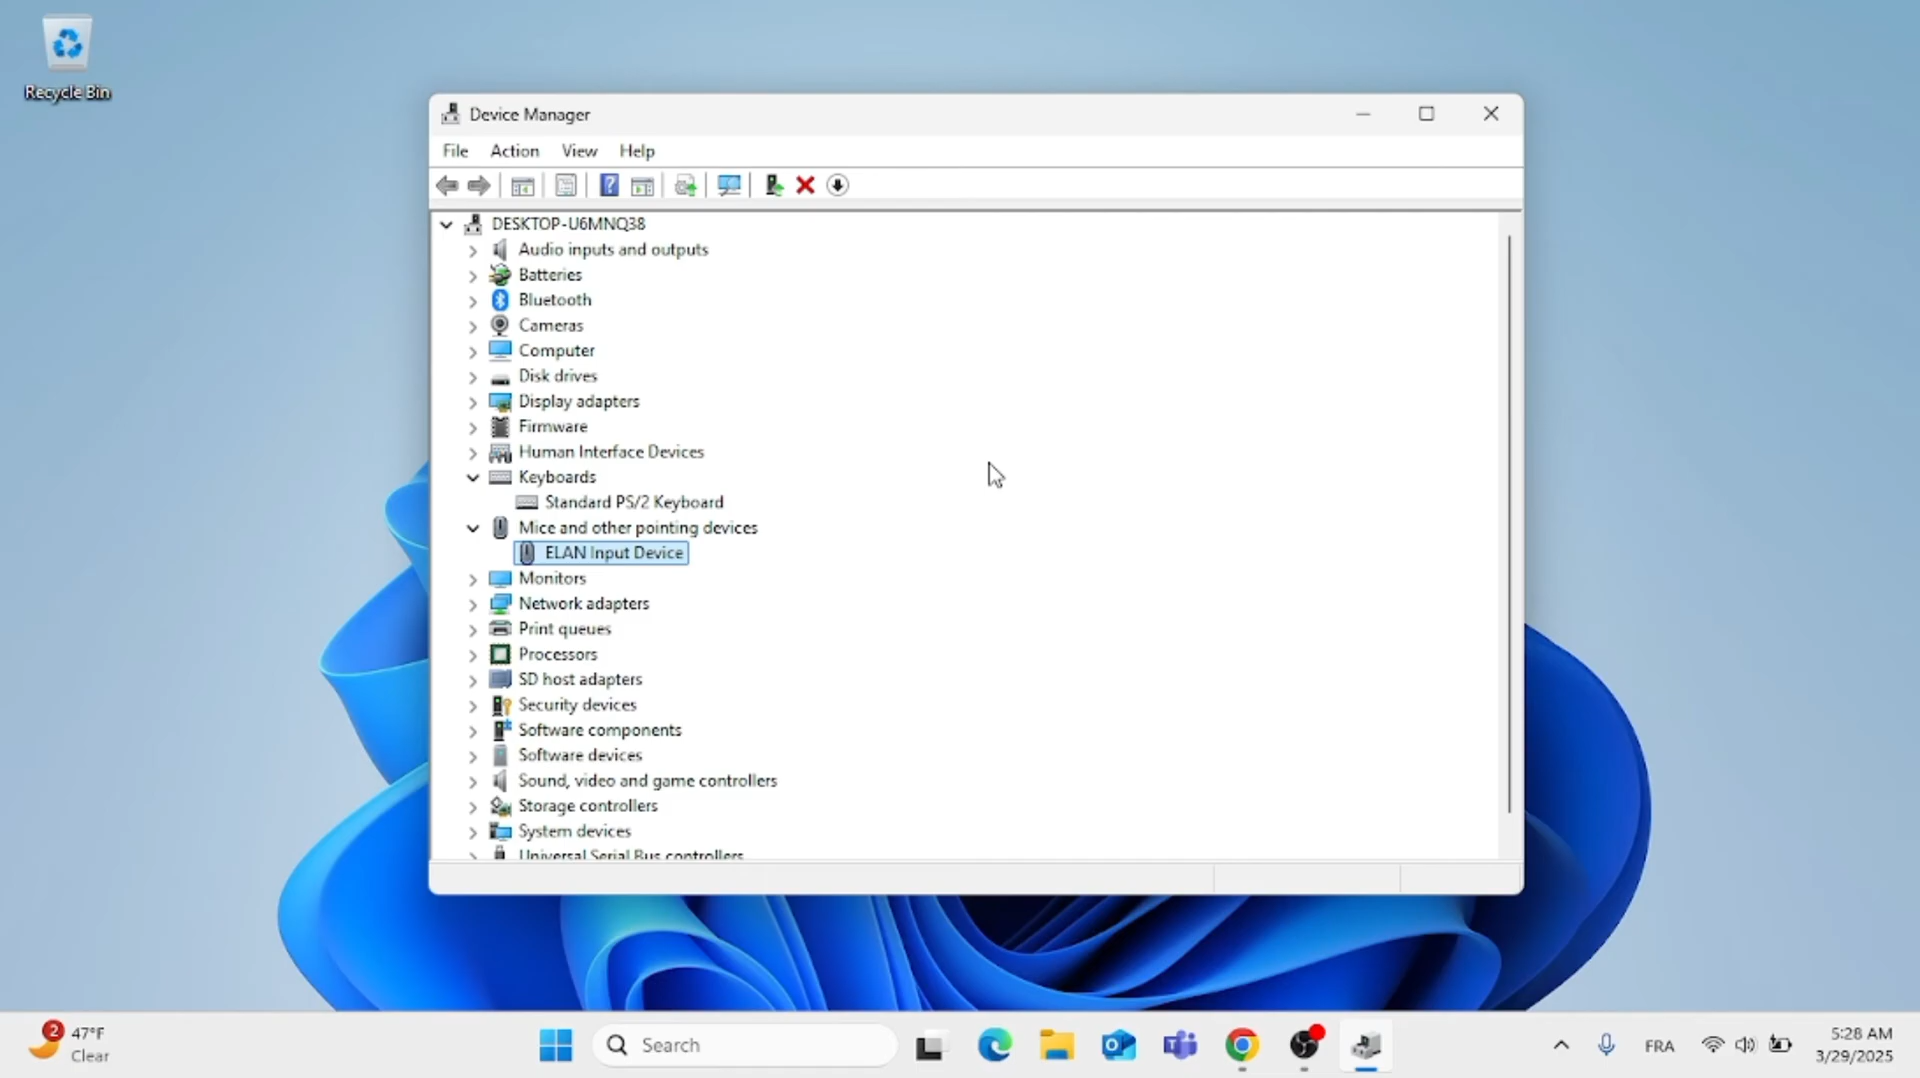 Recycle Bin
Device Manager
File Action View Help
DESKTOP-U6MNQ38
Audio inputs and outputs
Batteries
Bluetooth
Cameras
Computer
Disk drives
Display adapters
Firmware
Human Interface Devices
Keyboards
Standard PS/2 Keyboard
Mice and other pointing devices
ELAN Input Device
Monitors
Network adapters
Print queues
Processors
SD host adapters
Security devices
Software components
Software devices
Sound, video and game controllers
Storage controllers
System devices
Universal Serial Bus controllers
2
47°F
Clear
Search
FRA
5:28 AM
3/29/2025